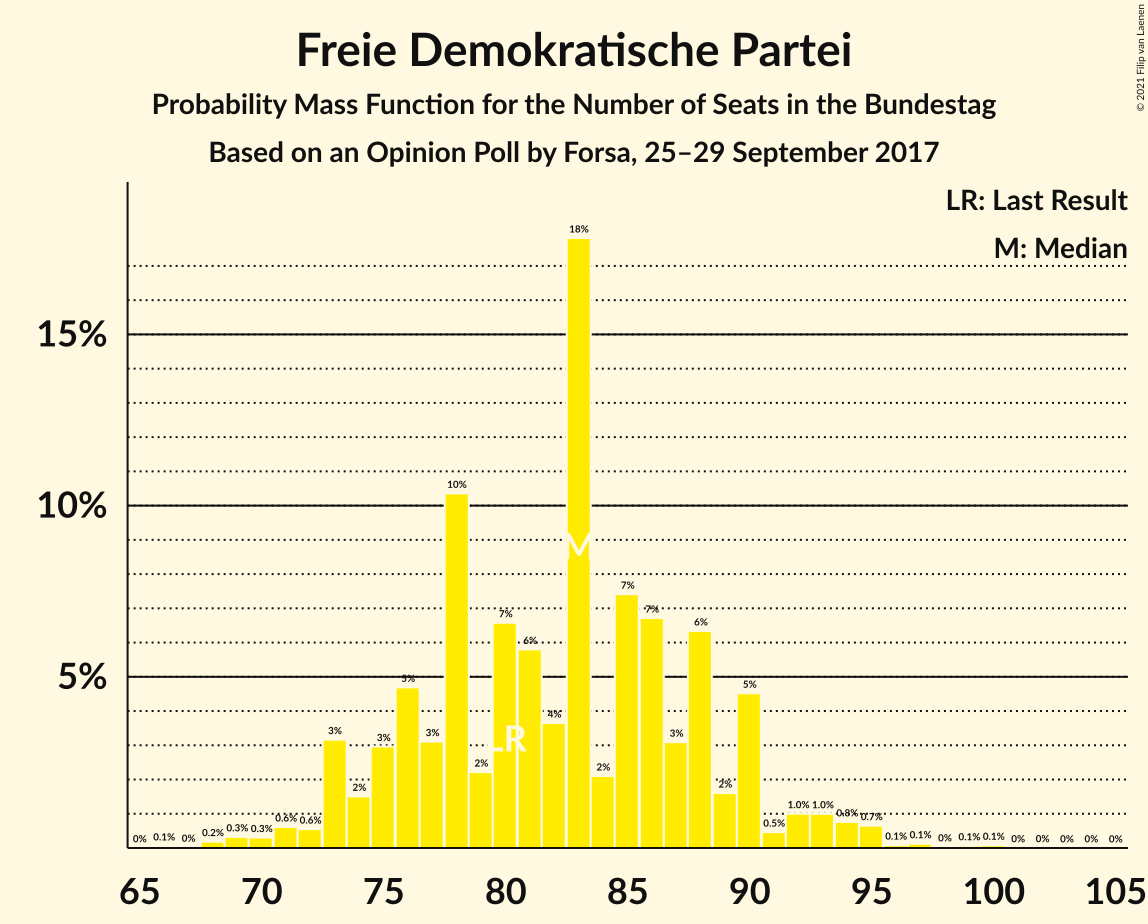 Freie Demokratische Partei
Probability Mass Function for the Number of Seats in the Bundestag
Based on an Opinion Poll by Forsa, 25–29 September 2017
© 2021 Filip van Laenen
LR: Last Result
M: Median
15%
10%
5%
0% 0.1% 0% 0.2% 0.3% 0.3% 0.6% 0.6% 3% 2% 3% 5% 3% 10% 2% 7% 6% 4% 18% 2% 7% 7% 3% 6% 2% 5% 0.5% 1.0% 1.0% 0.8% 0.7% 0.1% 0.1% 0% 0.1% 0.1% 0% 0% 0% 0% 0%
M
LR
65 70 75 80 85 90 95 100 105